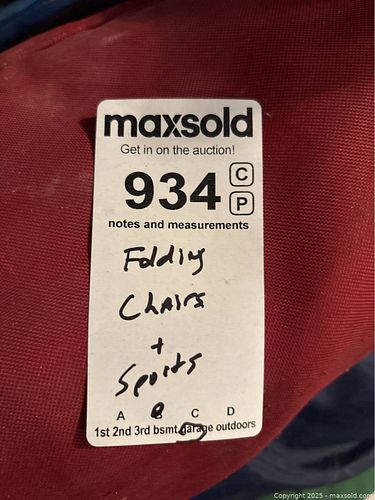 maxsold
Get in on the auction!
934 C
P
notes and measurements
Folding
Chairs
+
Sports
A B C D
1st 2nd 3rd bsmt garage outdoors
Copyright 2025 - maxsold.com